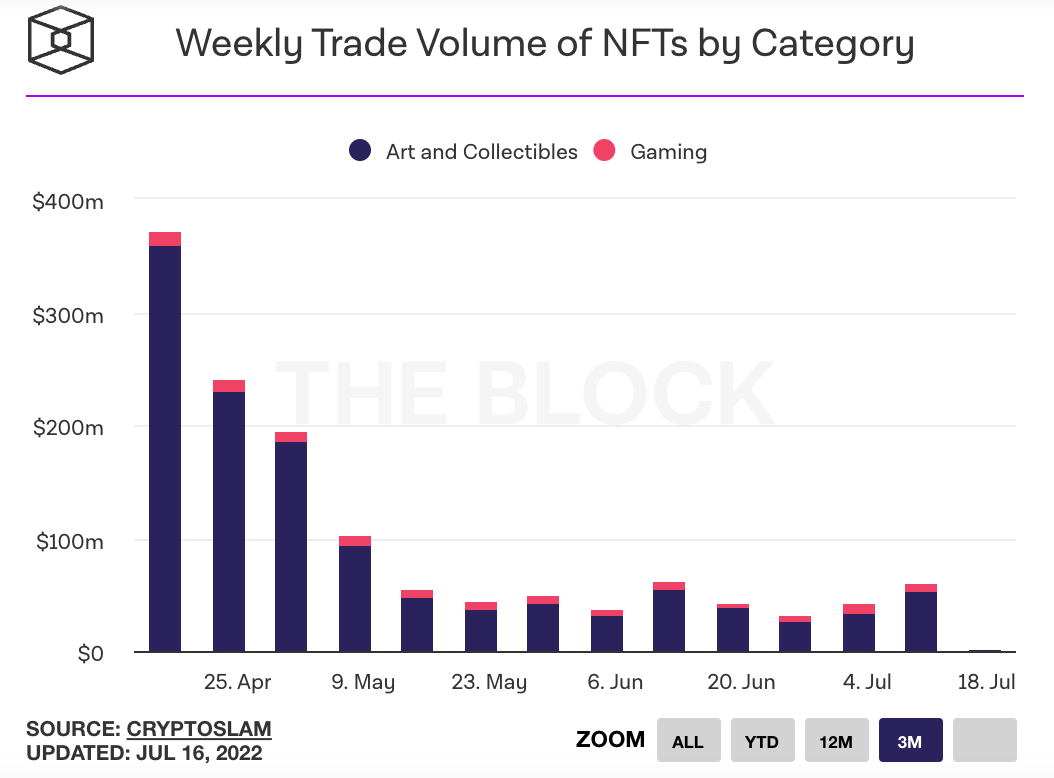 Weekly Trade Volume of NFTs by Category
Art and Collectibles Gaming
$400m
$300m
THE BLOCK
$200m
$100m
$0
25. Apr 9. May 23. May 6. Jun 20. Jun 4. Jul 18. Jul
SOURCE: CRYPTOSLAM
UPDATED: JUL 16, 2022
ZOOM ALL YTD 12M 3M